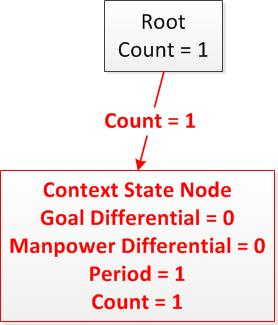 Root
Count = 1
Count = 1
Context State Node
Goal Differential = 0
Manpower Differential = 0
Period = 1
Count = 1